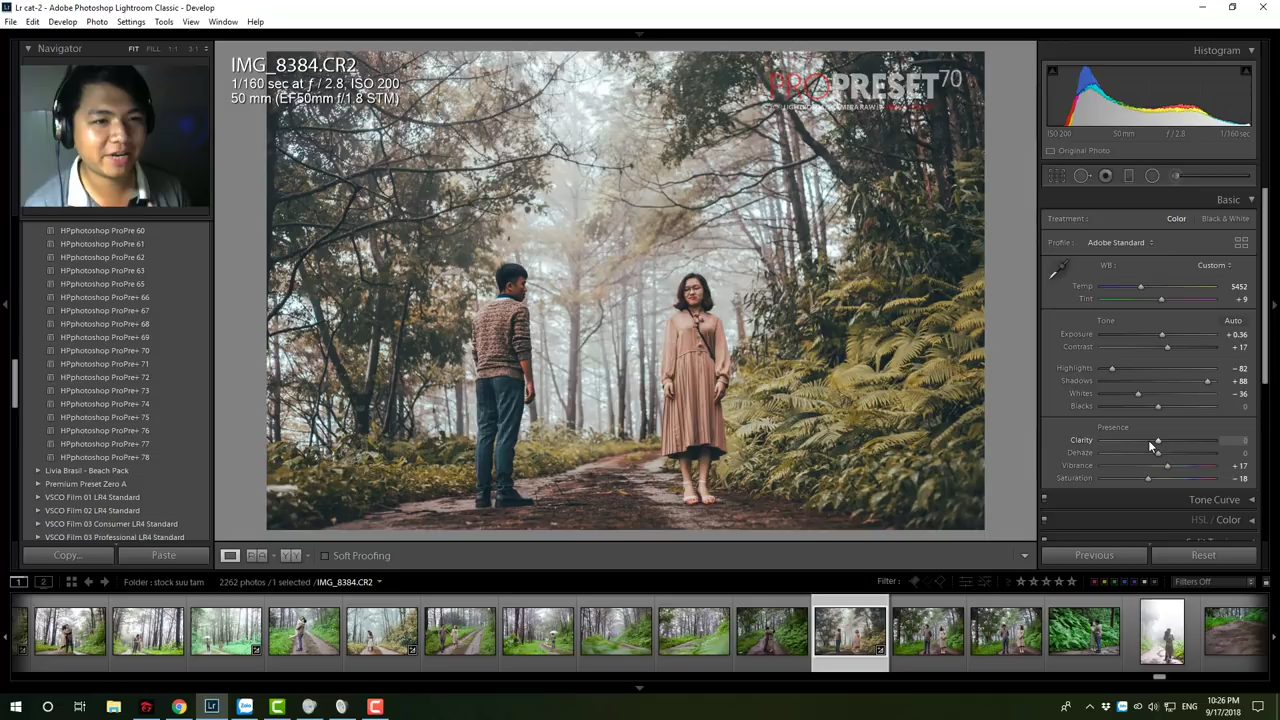 Lr cat-2 - Adobe Photoshop Lightroom Classic - Develop
File Edit Develop Photo Settings Tools View Window Help
Navigator FIT FILL 1:1 3:1
HPphotoshop ProPre 60
HPphotoshop ProPre 61
HPphotoshop ProPre 62
HPphotoshop ProPre 63
HPphotoshop ProPre 65
HPphotoshop ProPre+ 66
HPphotoshop ProPre+ 67
HPphotoshop ProPre+ 68
HPphotoshop ProPre+ 69
HPphotoshop ProPre+ 70
HPphotoshop ProPre+ 71
HPphotoshop ProPre+ 72
HPphotoshop ProPre+ 73
HPphotoshop ProPre+ 74
HPphotoshop ProPre+ 75
HPphotoshop ProPre+ 76
HPphotoshop ProPre+ 77
HPphotoshop ProPre+ 78
Livia Brasil - Beach Pack
Premium Preset Zero A
VSCO Film 01 LR4 Standard
VSCO Film 02 LR4 Standard
VSCO Film 03 Consumer LR4 Standard
VSCO Film 03 Professional LR4 Standard
Copy... Paste
IMG_8384.CR2
1/160 sec at ƒ / 2.8, ISO 200
50 mm (EF50mm f/1.8 STM)
PROPRESET 70
Histogram
ISO 200 50 mm ƒ / 2.8 1/160 sec
Original Photo
Basic
Treatment : Color Black & White
Profile : Adobe Standard
WB : Custom
Temp 5452
Tint + 9
Tone Auto
Exposure + 0.36
Contrast + 17
Highlights − 82
Shadows + 88
Whites − 36
Blacks 0
Presence
Clarity 0
Dehaze 0
Vibrance + 17
Saturation − 18
Tone Curve
HSL / Color
Previous Reset
Soft Proofing
1 2 Folder : stock suu tam 2262 photos / 1 selected / IMG_8384.CR2 Filter : Filters Off
Lr Zalo ENG
10:26 PM
9/17/2018